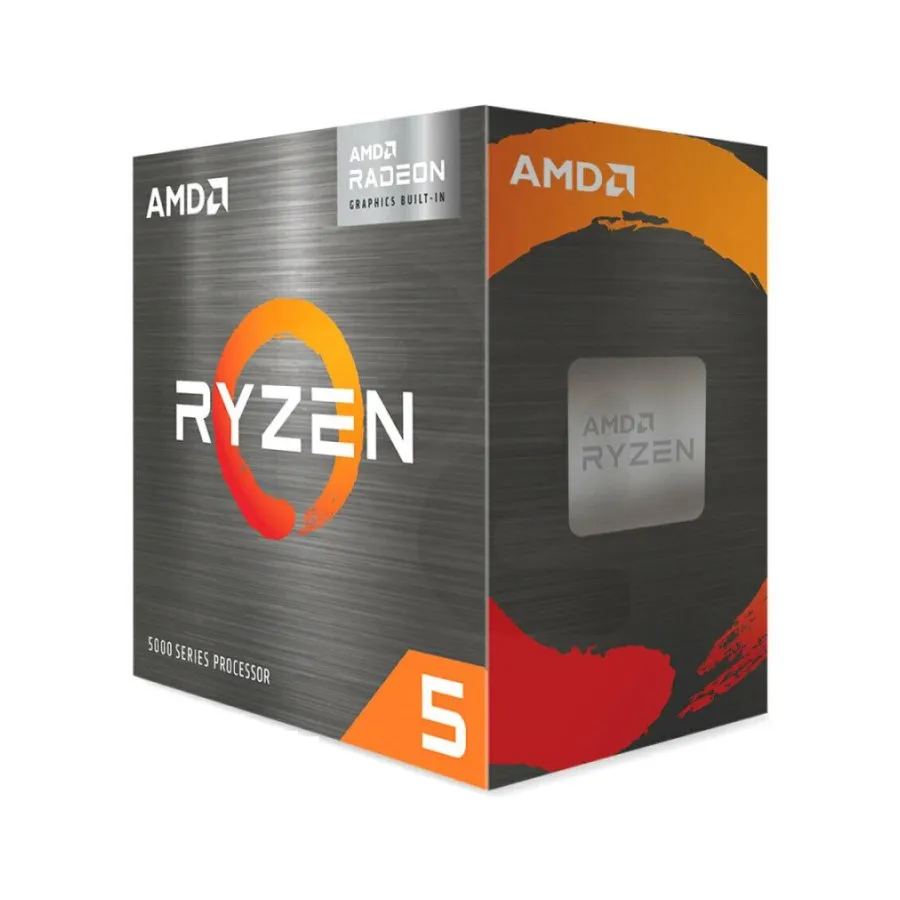 AMD
AMD
RADEON
GRAPHICS BUILT-IN
RYZEN
5000 SERIES PROCESSOR
5
AMD
AMD
RYZEN